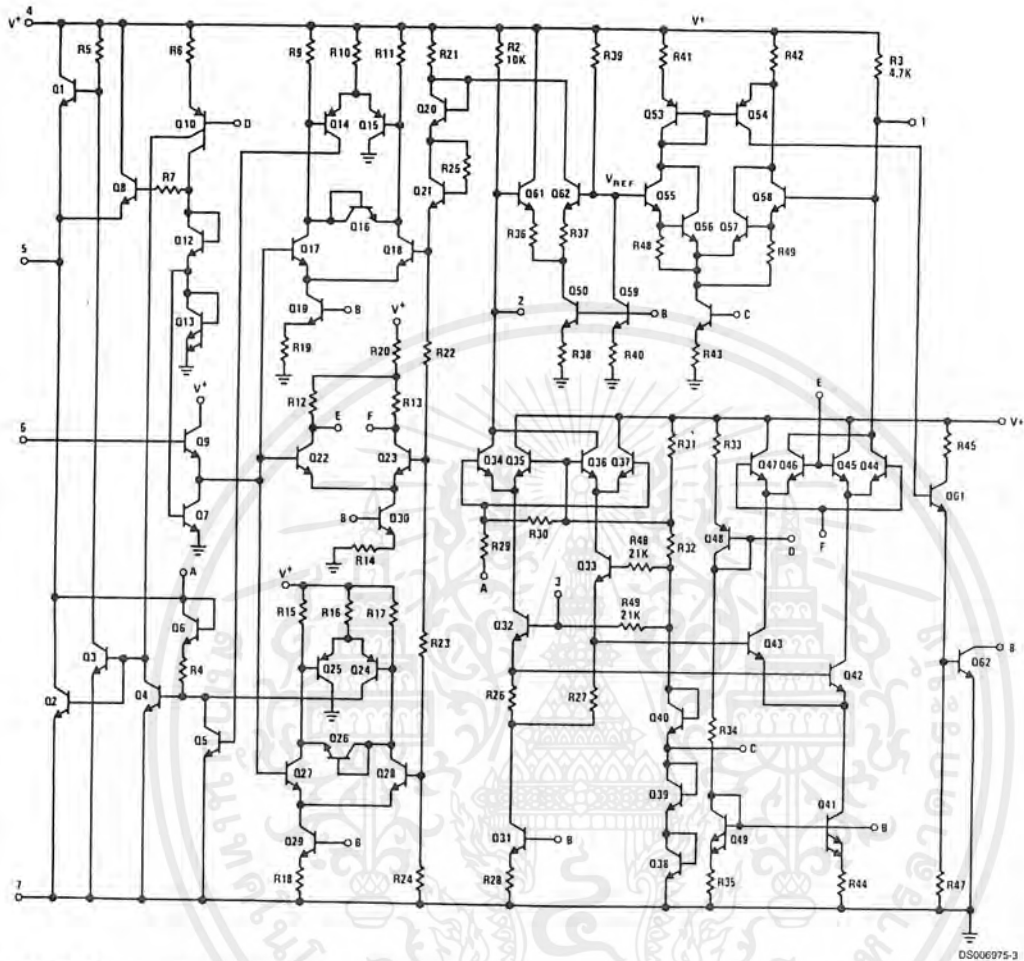 V+ 4
R5
R6
R9
R10
R11
R21
R2
10K
R39
V+
R41
R42
R3
4.7K
Q1
Q10
D
Q14
Q15
Q20
Q53
Q54
1
Q8
R7
R25
Q21
Q61
Q62
VREF
Q55
Q58
Q12
Q16
R36
R37
Q56
Q57
R48
R49
5
Q17
Q18
Q13
Q19
B
Q50
Q59
B
C
2
R19
V+
R20
R22
R38
R40
R43
V+
R12
R13
E
E
F
6
Q9
Q22
Q23
Q34
Q35
Q36
Q37
R31
R33
Q47
Q46
Q45
Q44
V+
R45
QG1
Q7
B
Q30
R30
R48
21K
R32
Q48
D
F
R14
R29
A
Q33
A
V+
R15
R16
R17
3
R49
21K
Q6
R4
R23
Q32
Q43
Q3
Q25
Q24
Q42
B
Q62
Q2
Q4
R26
R27
Q40
R34
Q5
Q26
C
Q27
Q28
Q39
Q41
Q31
B
Q49
B
Q29
B
Q38
R18
R24
R28
R35
R44
R47
7
DS006975-3